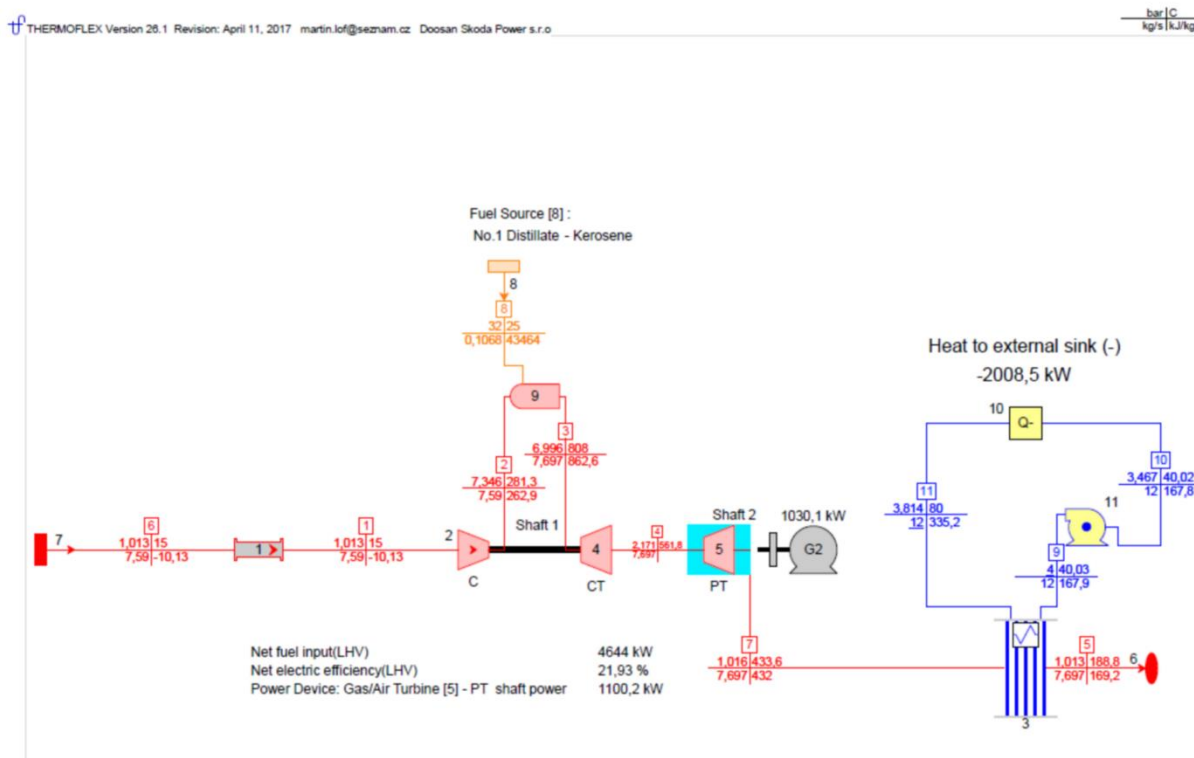 THERMOFLEX Version 26.1 Revision: April 11, 2017 martin.lof@seznam.cz Doosan Skoda Power s.r.o
bar C
kg/s kJ/kg
Fuel Source [8] :
No.1 Distillate - Kerosene
8
8
32 25
0,1068 43464
Heat to external sink (-)
-2008,5 kW
9
10
Q-
3
6,996 808
7,697 862,6
2
7,346 281,3
7,59 262,9
10
3,467 40,02
12 167,8
11
3,814 80
12 335,2
11
9
4 40,03
12 167,9
7
6
1,013 15
7,59 -10,13
1
1
1,013 15
7,59 -10,13
2
Shaft 1
C
4
CT
4
2,171 561,8
7,697
Shaft 2
5
PT
1030,1 kW
G2
7
1,016 433,6
7,697 432
5
1,013 188,8
7,697 169,2
6
3
Net fuel input(LHV) 4644 kW
Net electric efficiency(LHV) 21,93 %
Power Device: Gas/Air Turbine [5] - PT shaft power 1100,2 kW